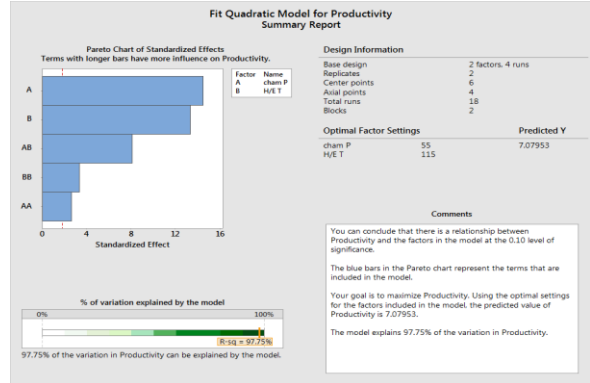 Fit Quadratic Model for Productivity
Summary Report
Pareto Chart of Standardized Effects
Terms with longer bars have more influence on Productivity.
Factor Name
A cham P
B H/E T
A
B
AB
BB
AA
0 4 8 12 16
Standardized Effect
% of variation explained by the model
0% 100%
R-sq = 97.75%
97.75% of the variation in Productivity can be explained by the model.
Design Information
Base design 2 factors, 4 runs
Replicates 2
Center points 6
Axial points 4
Total runs 18
Blocks 2
Optimal Factor Settings Predicted Y
cham P 55 7.07953
H/E T 115
Comments
You can conclude that there is a relationship between
Productivity and the factors in the model at the 0.10 level of
significance.
The blue bars in the Pareto chart represent the terms that are
included in the model.
Your goal is to maximize Productivity. Using the optimal settings
for the factors included in the model, the predicted value of
Productivity is 7.07953.
The model explains 97.75% of the variation in Productivity.